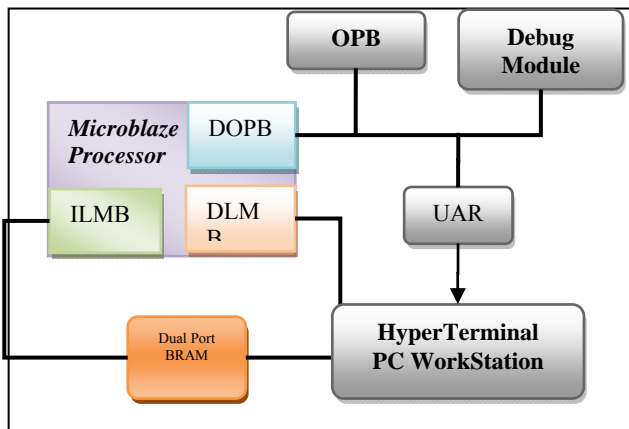 OPB
Debug
Module
Microblaze
Processor
DOPB
ILMB
DLM
B
UAR
Dual Port
BRAM
HyperTerminal
PC WorkStation